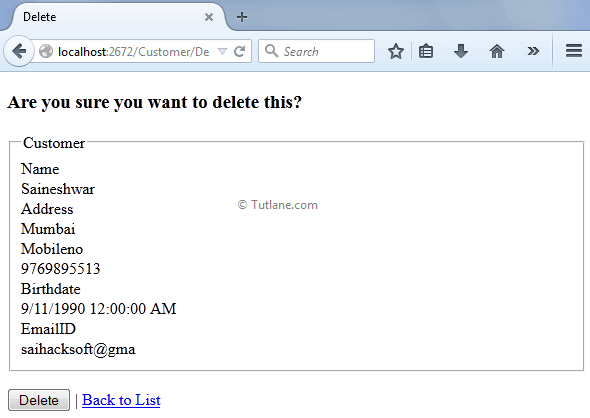 Delete
localhost:2672/Customer/De
Search
Are you sure you want to delete this?
Customer
Name
Saineshwar
Address
Mumbai
© Tutlane.com
Mobileno
9769895513
Birthdate
9/11/1990 12:00:00 AM
EmailID
saihacksoft@gma
Delete | Back to List